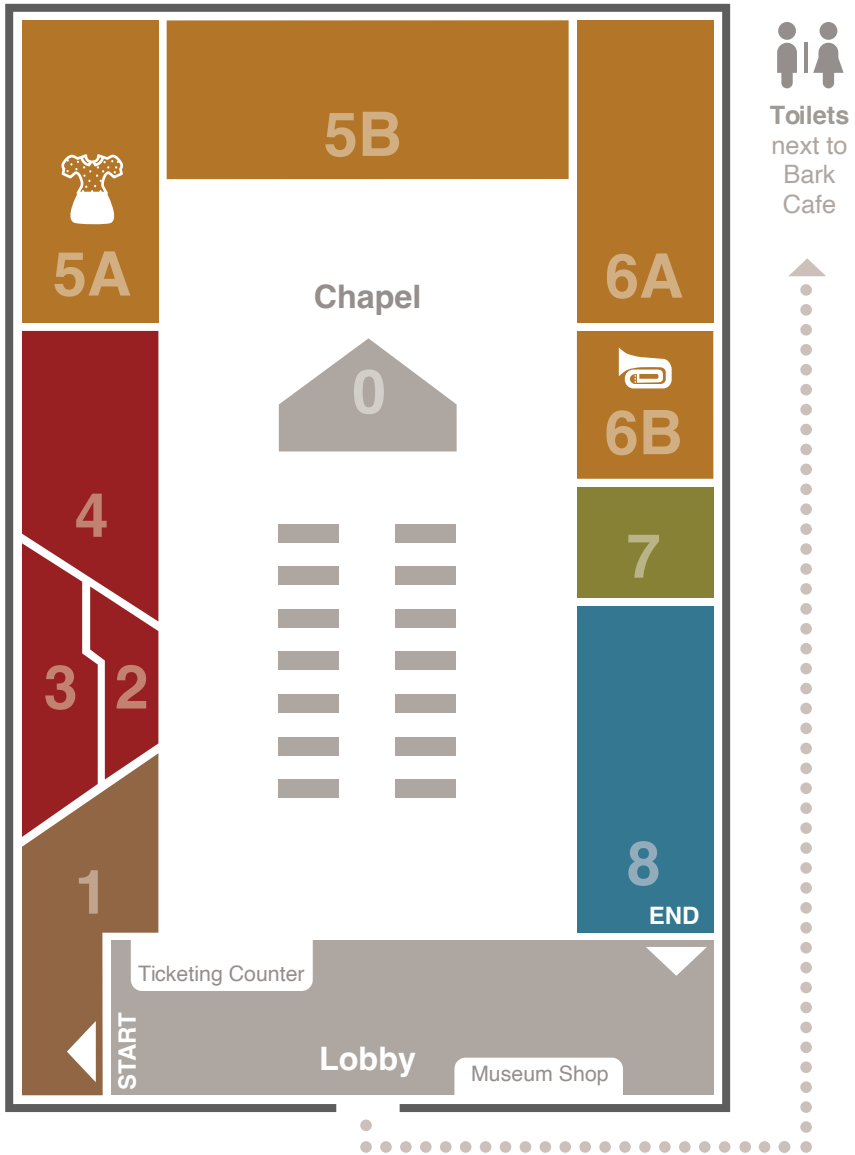 5A
5B
6A
Toilets
next to
Bark
Cafe
Chapel
0
6B
4
7
3
2
1
8
END
Ticketing Counter
START
Lobby
Museum Shop